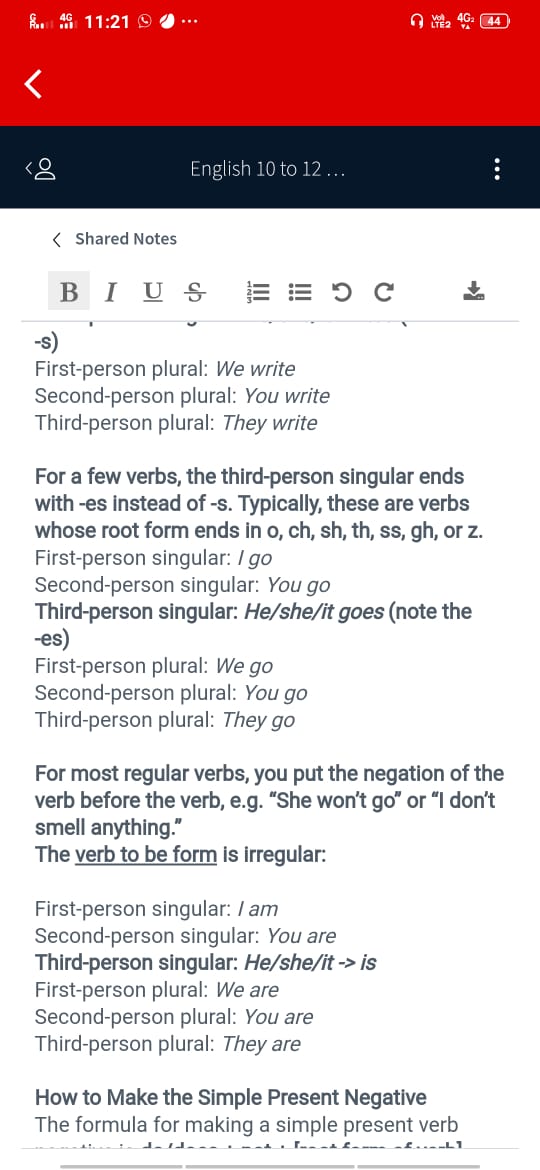 4G 11:21 ...
Volt LTE2 4G 44
English 10 to 12 ...
Shared Notes
B I U S
-s)
First-person plural: We write
Second-person plural: You write
Third-person plural: They write
For a few verbs, the third-person singular ends
with -es instead of -s. Typically, these are verbs
whose root form ends in o, ch, sh, th, ss, gh, or z.
First-person singular: I go
Second-person singular: You go
Third-person singular: He/she/it goes (note the
-es)
First-person plural: We go
Second-person plural: You go
Third-person plural: They go
For most regular verbs, you put the negation of the
verb before the verb, e.g. “She won’t go” or “I don’t
smell anything.”
The verb to be form is irregular:
First-person singular: I am
Second-person singular: You are
Third-person singular: He/she/it -> is
First-person plural: We are
Second-person plural: You are
Third-person plural: They are
How to Make the Simple Present Negative
The formula for making a simple present verb